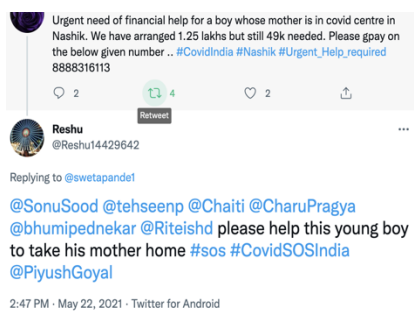 Urgent need of financial help for a boy whose mother is in covid centre in
Nashik. We have arranged 1.25 lakhs but still 49k needed. Please gpay on
the below given number .. #CovidIndia #Nashik #Urgent_Help_required
8888316113
2 4 2
Retweet
Reshu
@Reshu14429642
Replying to @swetapande1
@SonuSood @tehseenp @Chaiti @CharuPragya
@bhumipednekar @Riteishd please help this young boy
to take his mother home #sos #CovidSOSIndia
@PiyushGoyal
2:47 PM · May 22, 2021 · Twitter for Android